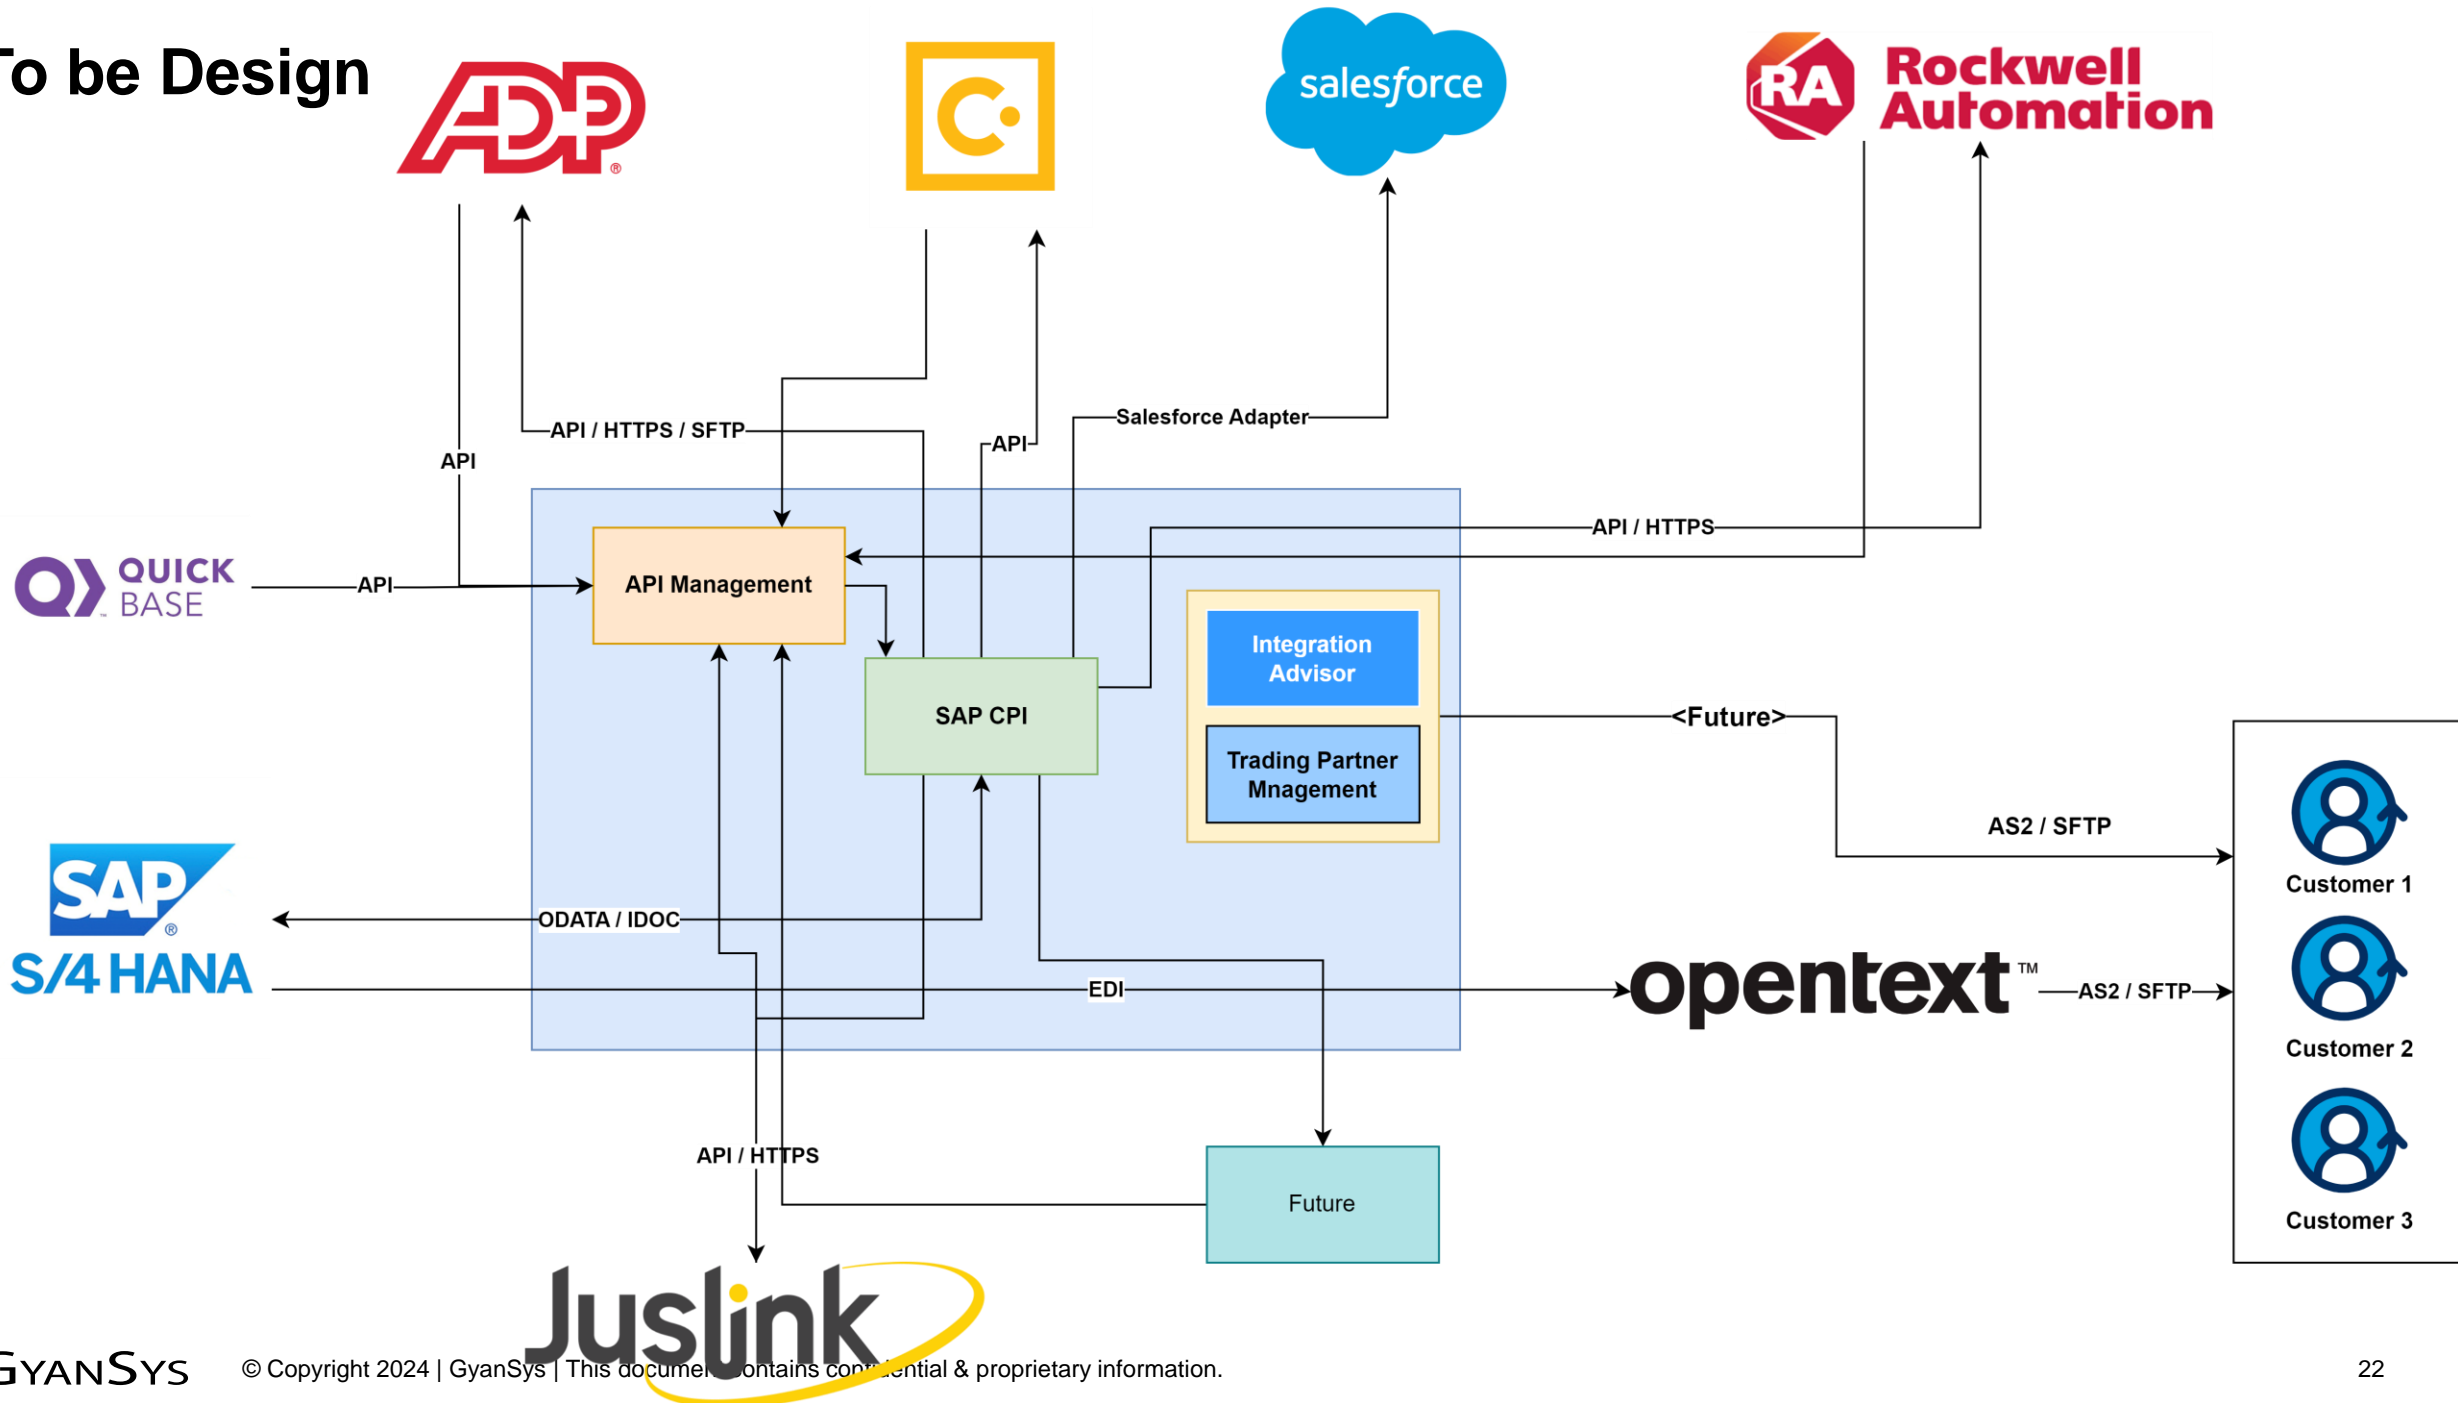 To be Design
ADP
®
C
salesforce
RA
Rockwell
Automation
API / HTTPS / SFTP
API
Salesforce Adapter
API
API / HTTPS
QUICK
BASE
API
API Management
Integration
Advisor
SAP CPI
<Future>
Trading Partner
Mnagement
AS2 / SFTP
Customer 1
SAP
®
S/4 HANA
ODATA / IDOC
EDI
opentext™
AS2 / SFTP
Customer 2
API / HTTPS
Future
Customer 3
Juslink
GYANSYS
© Copyright 2024 | GyanSys | This document contains confidential & proprietary information.
22